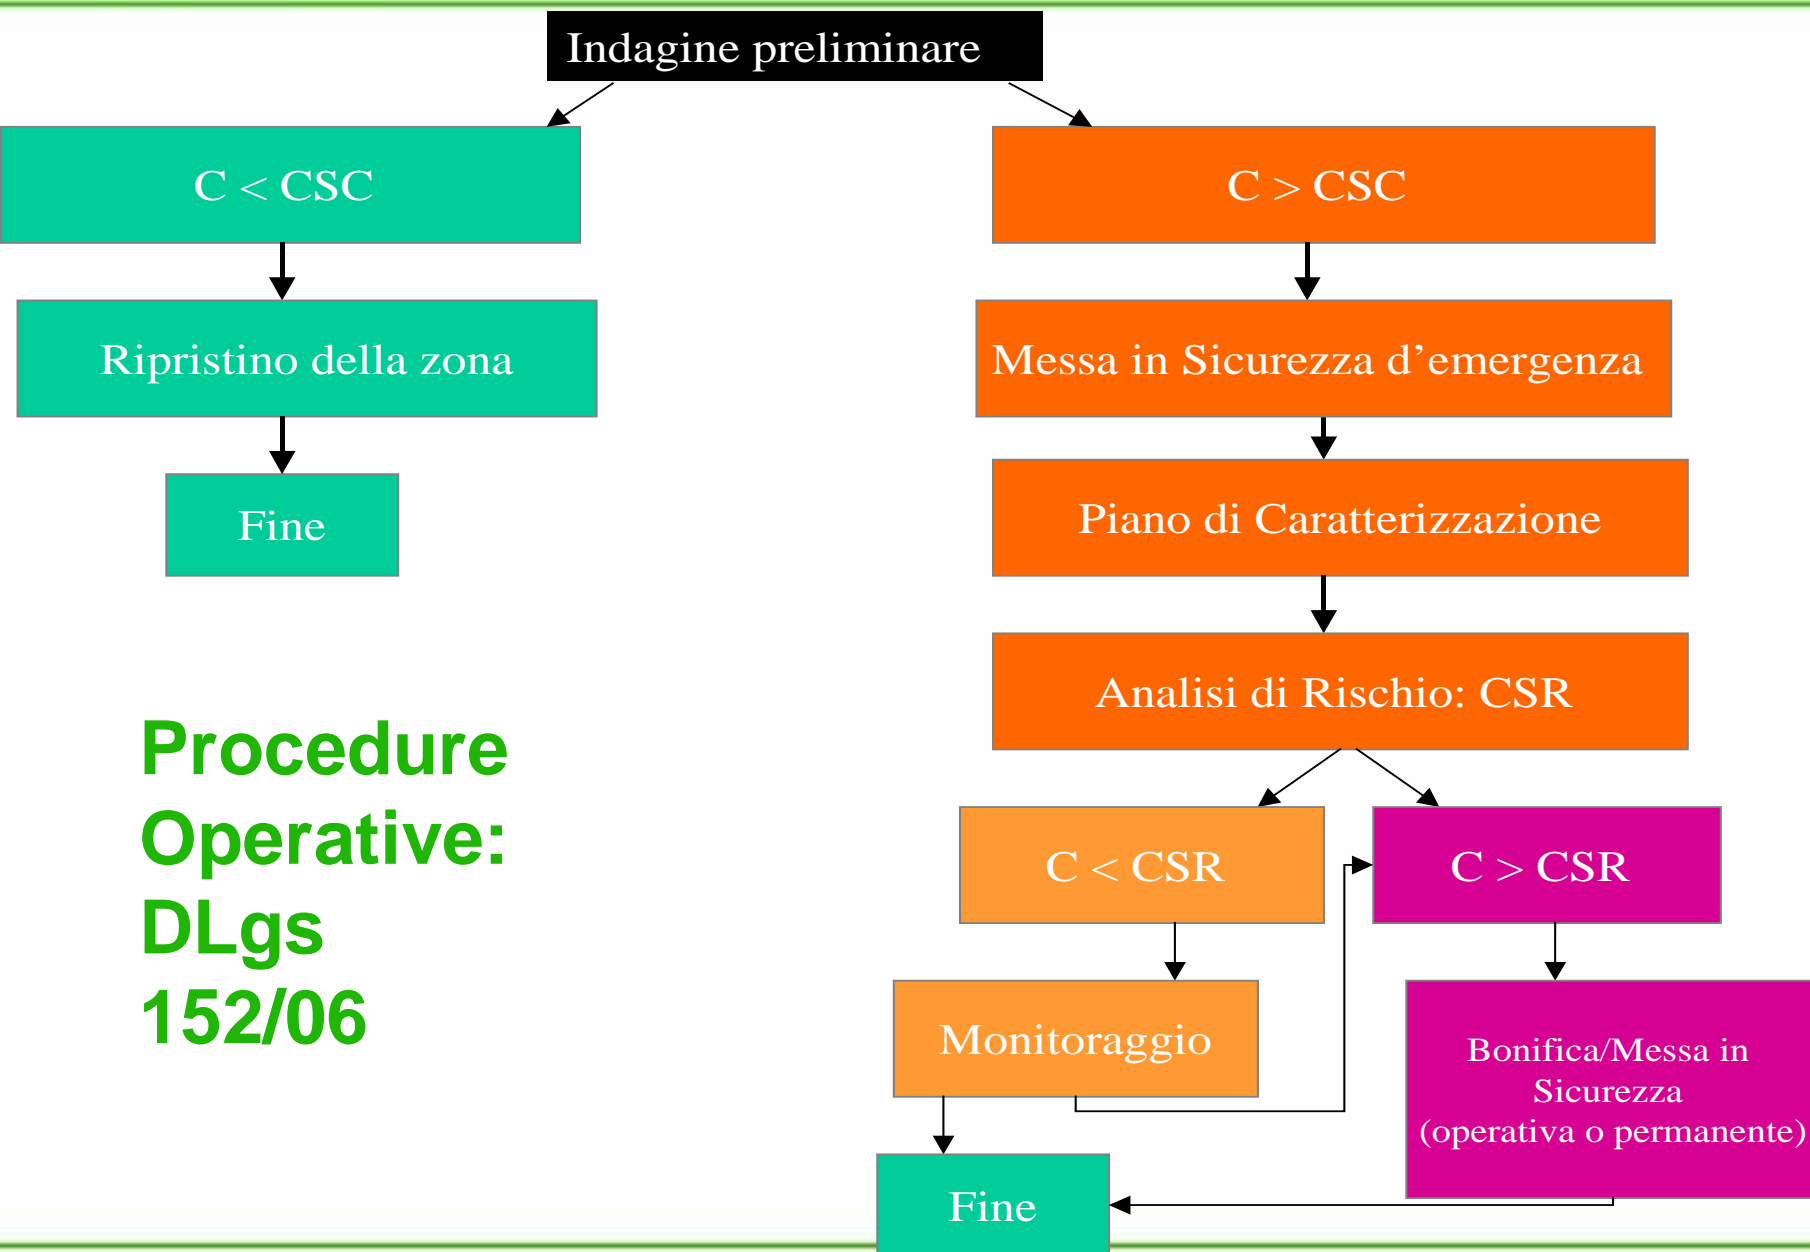 Indagine preliminare
C < CSC
C > CSC
Ripristino della zona
Messa in Sicurezza d’emergenza
Fine
Piano di Caratterizzazione
Analisi di Rischio: CSR
Procedure
Operative:
DLgs
152/06
C < CSR
C > CSR
Monitoraggio
Bonifica/Messa in
Sicurezza
(operativa o permanente)
Fine